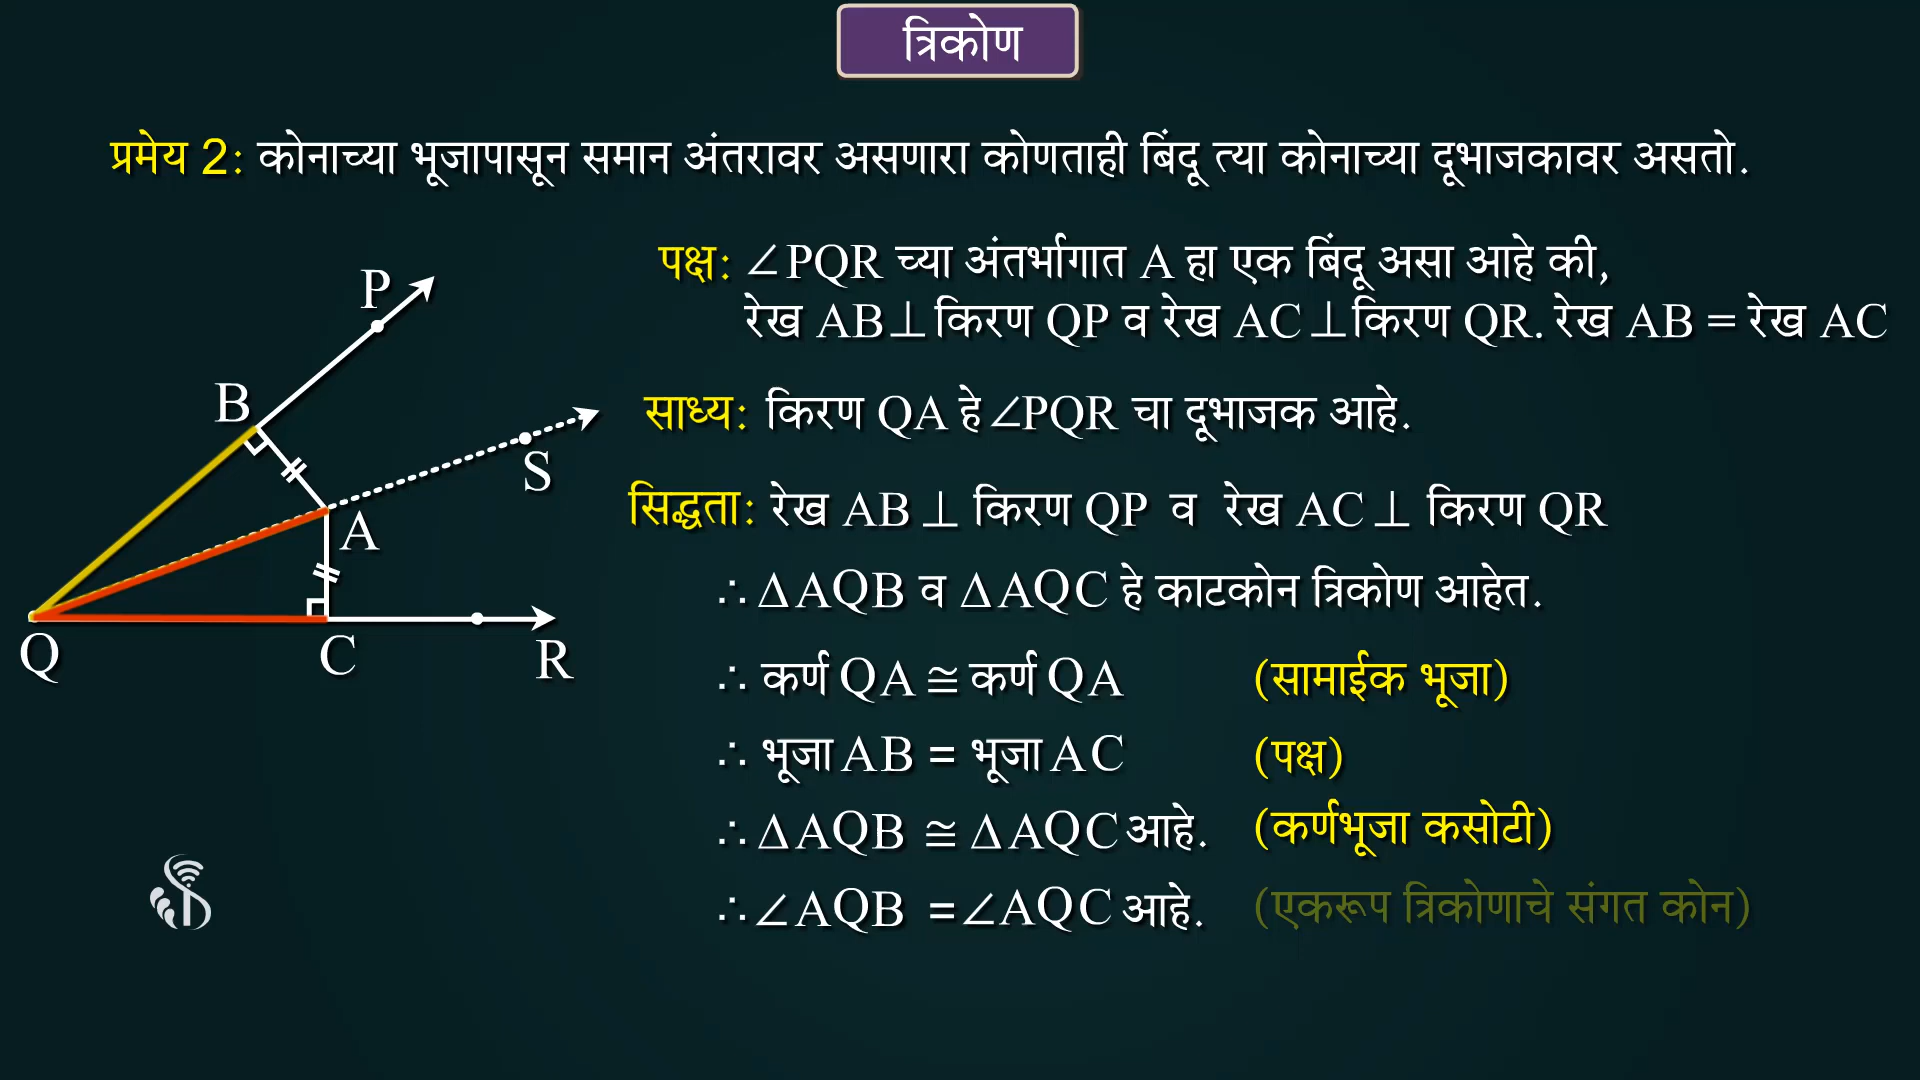 त्रिकोण
प्रमेय 2: कोनाच्या भूजापासून समान अंतरावर असणारा कोणताही बिंदू त्या कोनाच्या दूभाजकावर असतो.
पक्ष: ∠PQR च्या अंतर्भागात A हा एक बिंदू असा आहे की,
रेख AB⊥किरण QP व रेख AC⊥किरण QR. रेख AB = रेख AC
P
B
S
A
Q
C
R
साध्य: किरण QA हे ∠PQR चा दूभाजक आहे.
सिद्धता: रेख AB ⊥ किरण QP व रेख AC ⊥ किरण QR
∴ ΔAQB व ΔAQC हे काटकोन त्रिकोण आहेत.
∴ कर्ण QA ≅ कर्ण QA (सामाईक भूजा)
∴ भूजा AB = भूजा AC (पक्ष)
∴ ΔAQB ≅ ΔAQC आहे. (कर्णभूजा कसोटी)
∴ ∠AQB = ∠AQC आहे. (एकरूप त्रिकोणाचे संगत कोन)